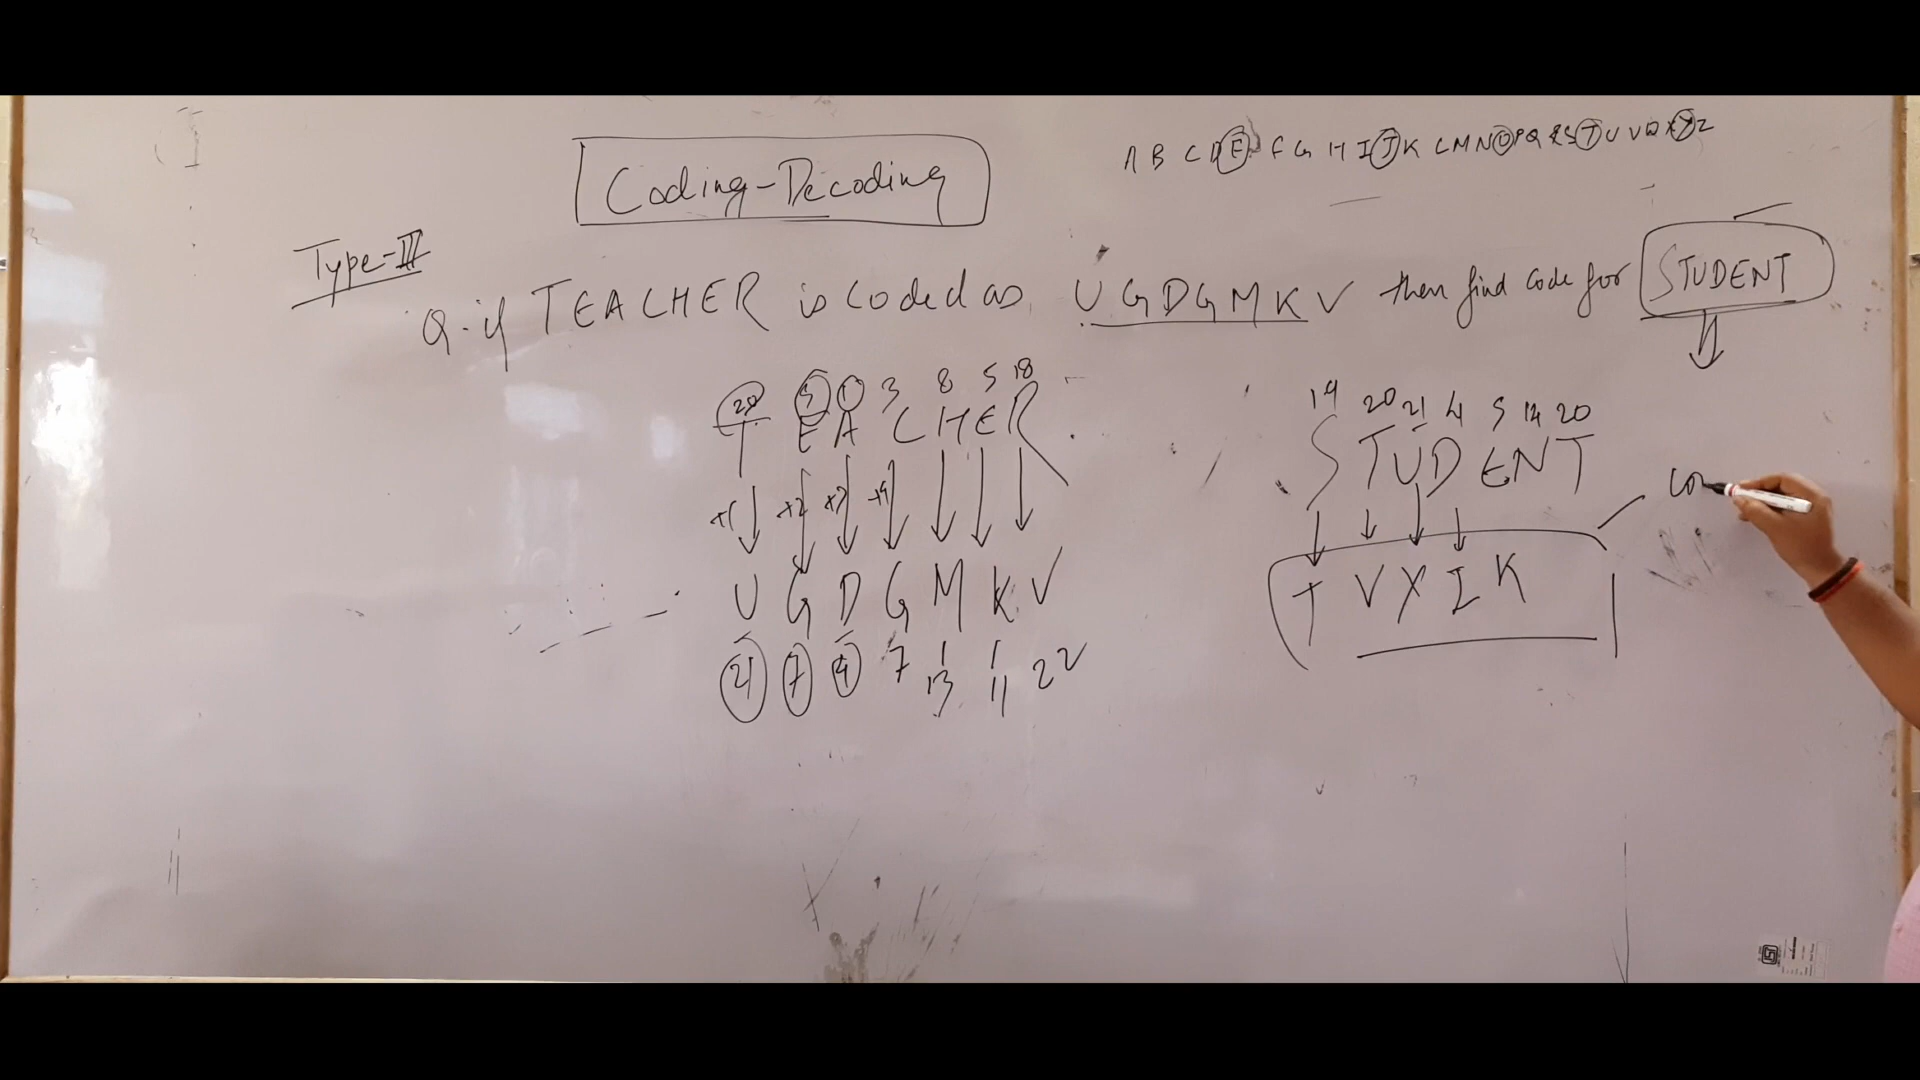 A B C D E F G H I J K L M N O P Q R S T U V W X Y Z
Coding-Decoding
Type-III
Q. if TEACHER is coded as U G D G M K V then find code for STUDENT
20 5 1 3 8 5 18
T E A C H E R
+1 +2 +3 +4
U G D G M K V
21 7 4 7 13 11 22
19 20 21 4 5 14 20
S T U D E N T
T V X I K